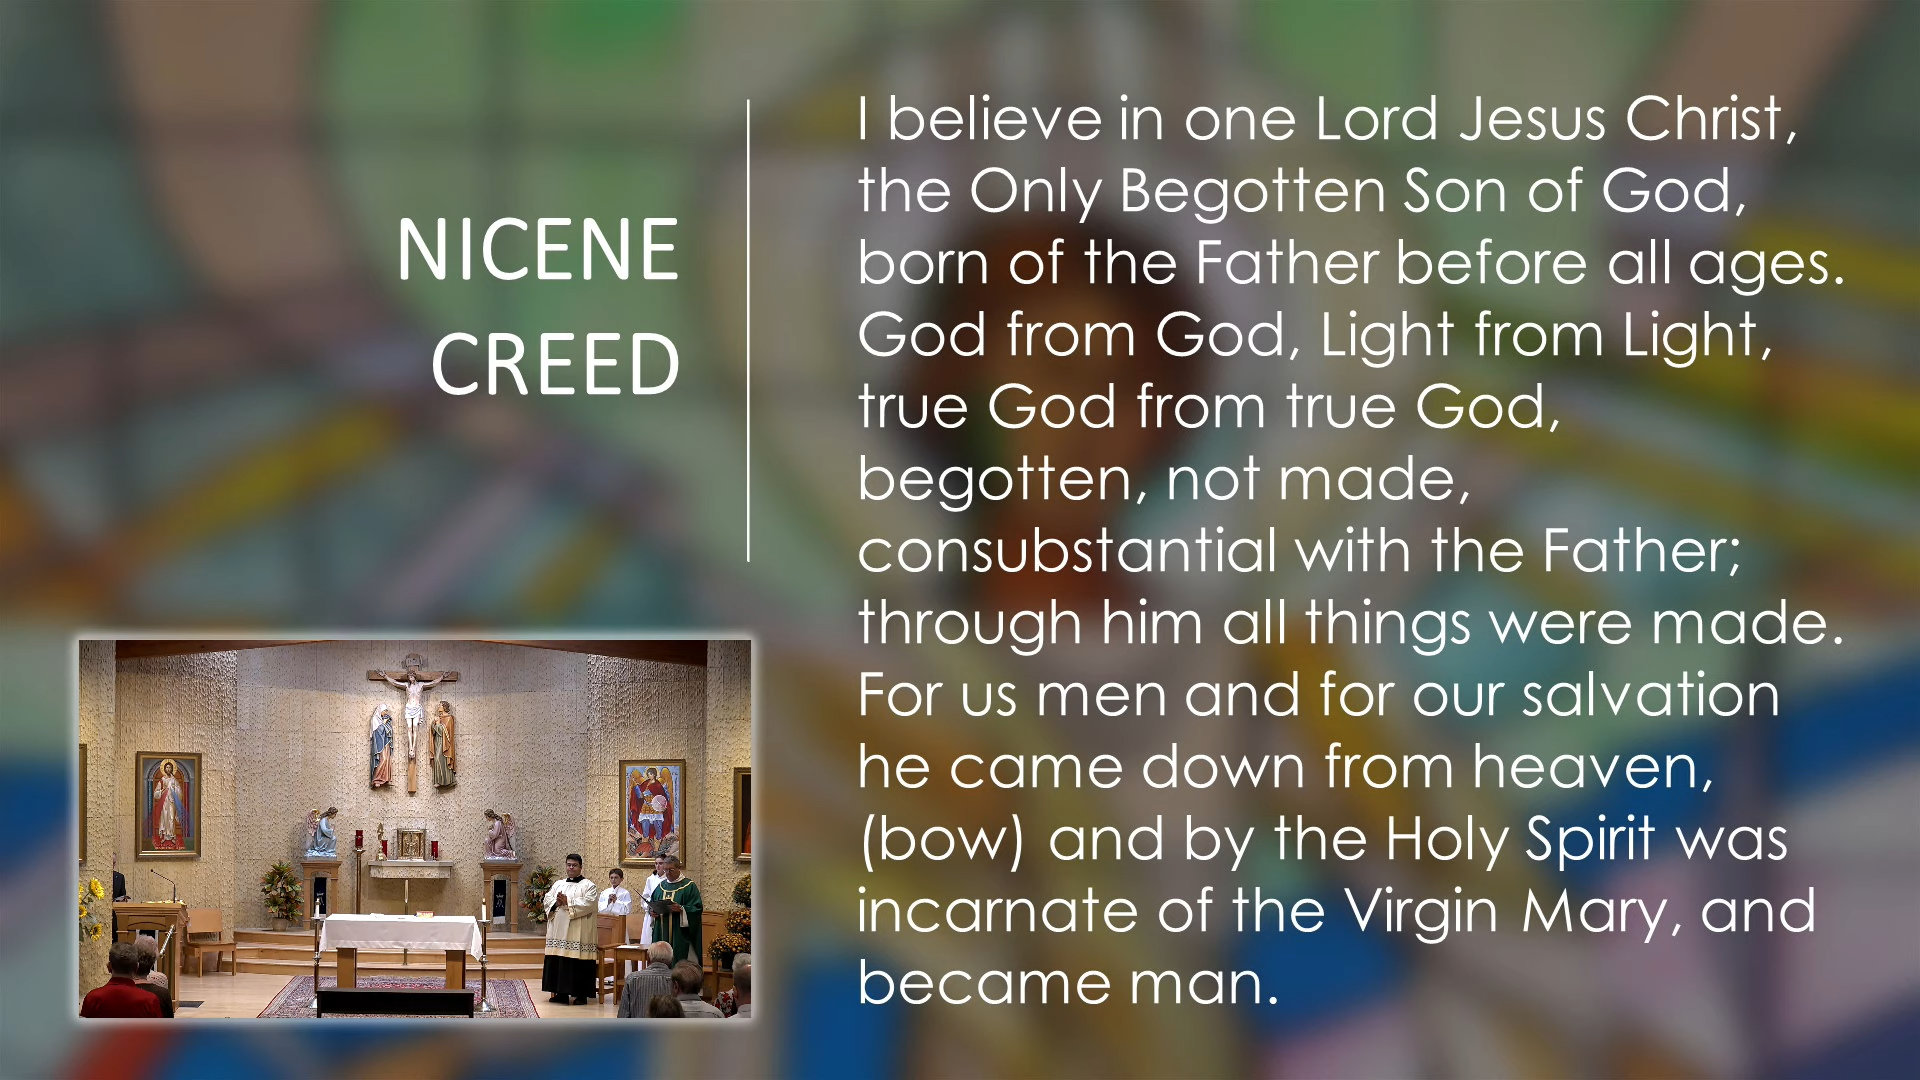 NICENE
CREED
I believe in one Lord Jesus Christ,
the Only Begotten Son of God,
born of the Father before all ages.
God from God, Light from Light,
true God from true God,
begotten, not made,
consubstantial with the Father;
through him all things were made.
For us men and for our salvation
he came down from heaven,
(bow) and by the Holy Spirit was
incarnate of the Virgin Mary, and
became man.